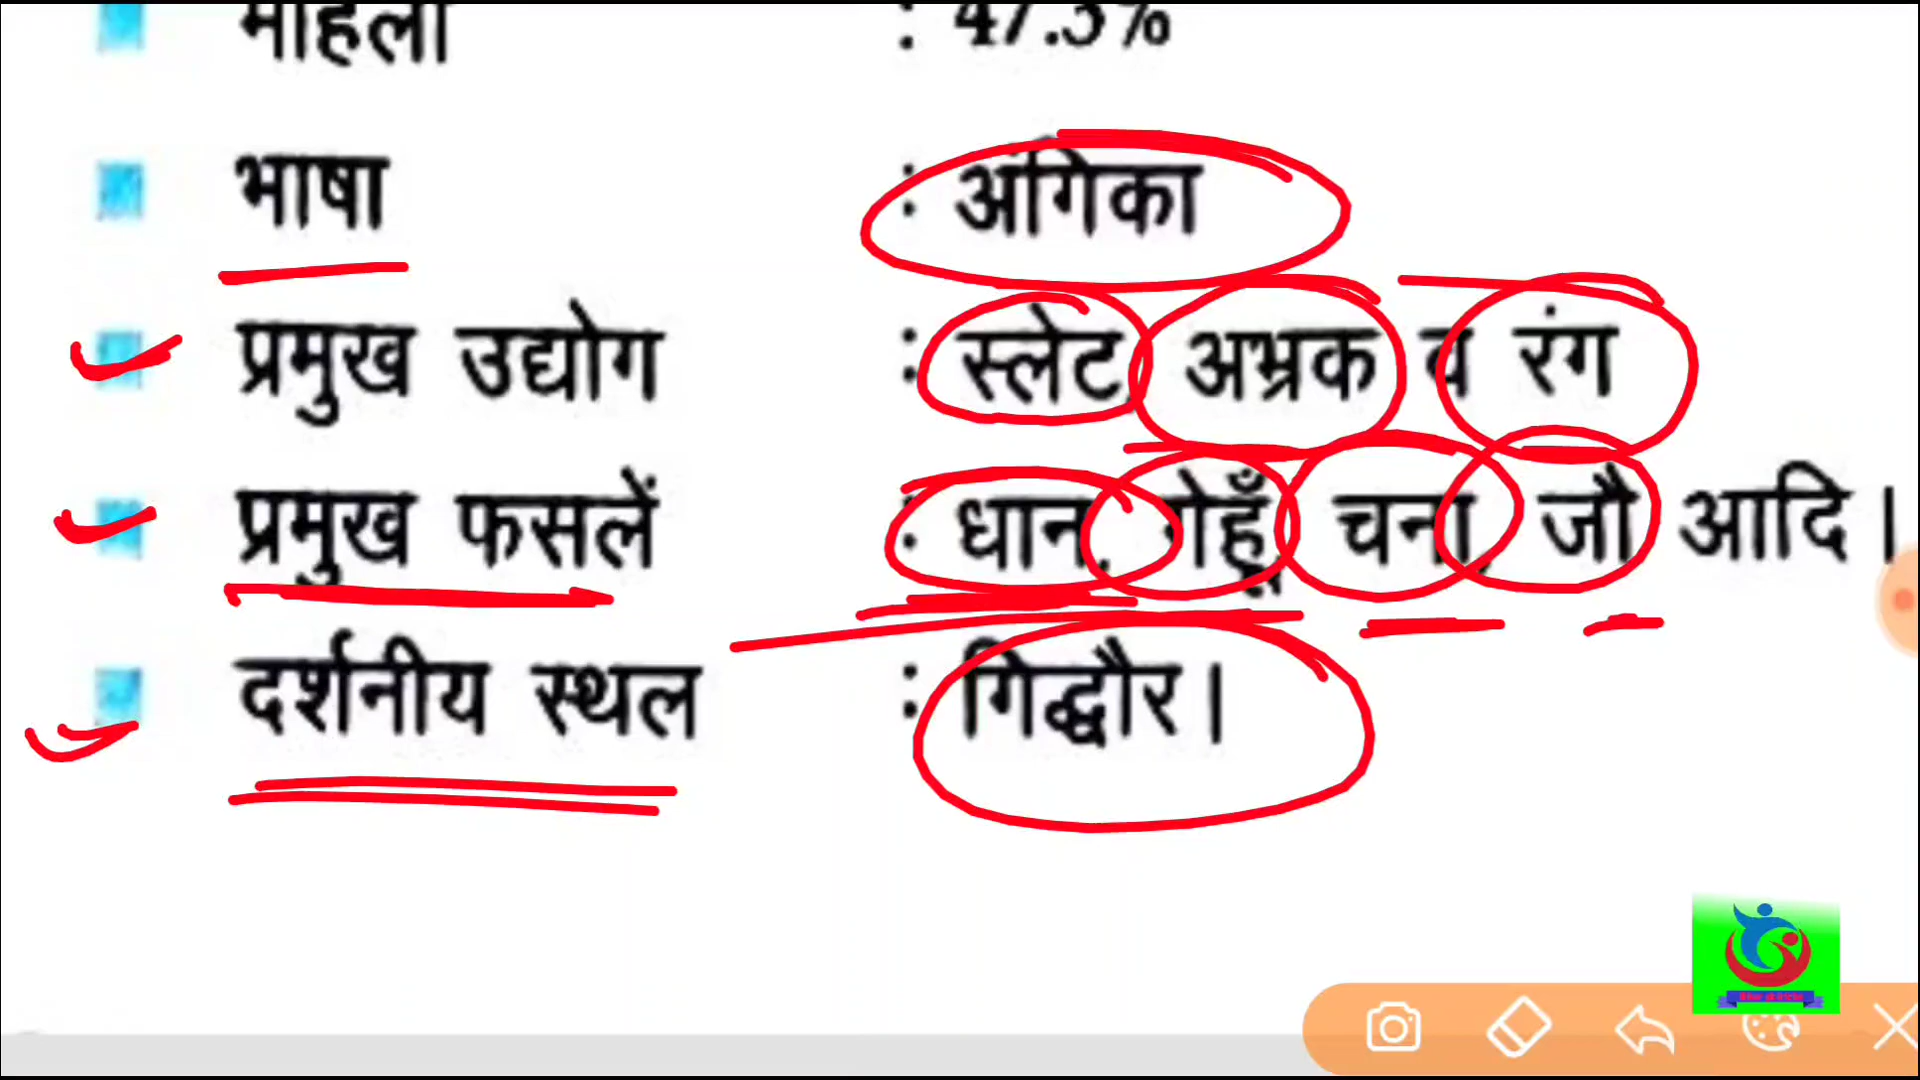 महिला : 47.3%
भाषा : अंगिका
प्रमुख उद्योग : स्लेट, अभ्रक व रंग
प्रमुख फसलें : धान, गेहूँ, चना, जौ आदि।
दर्शनीय स्थल : गिद्धौर।